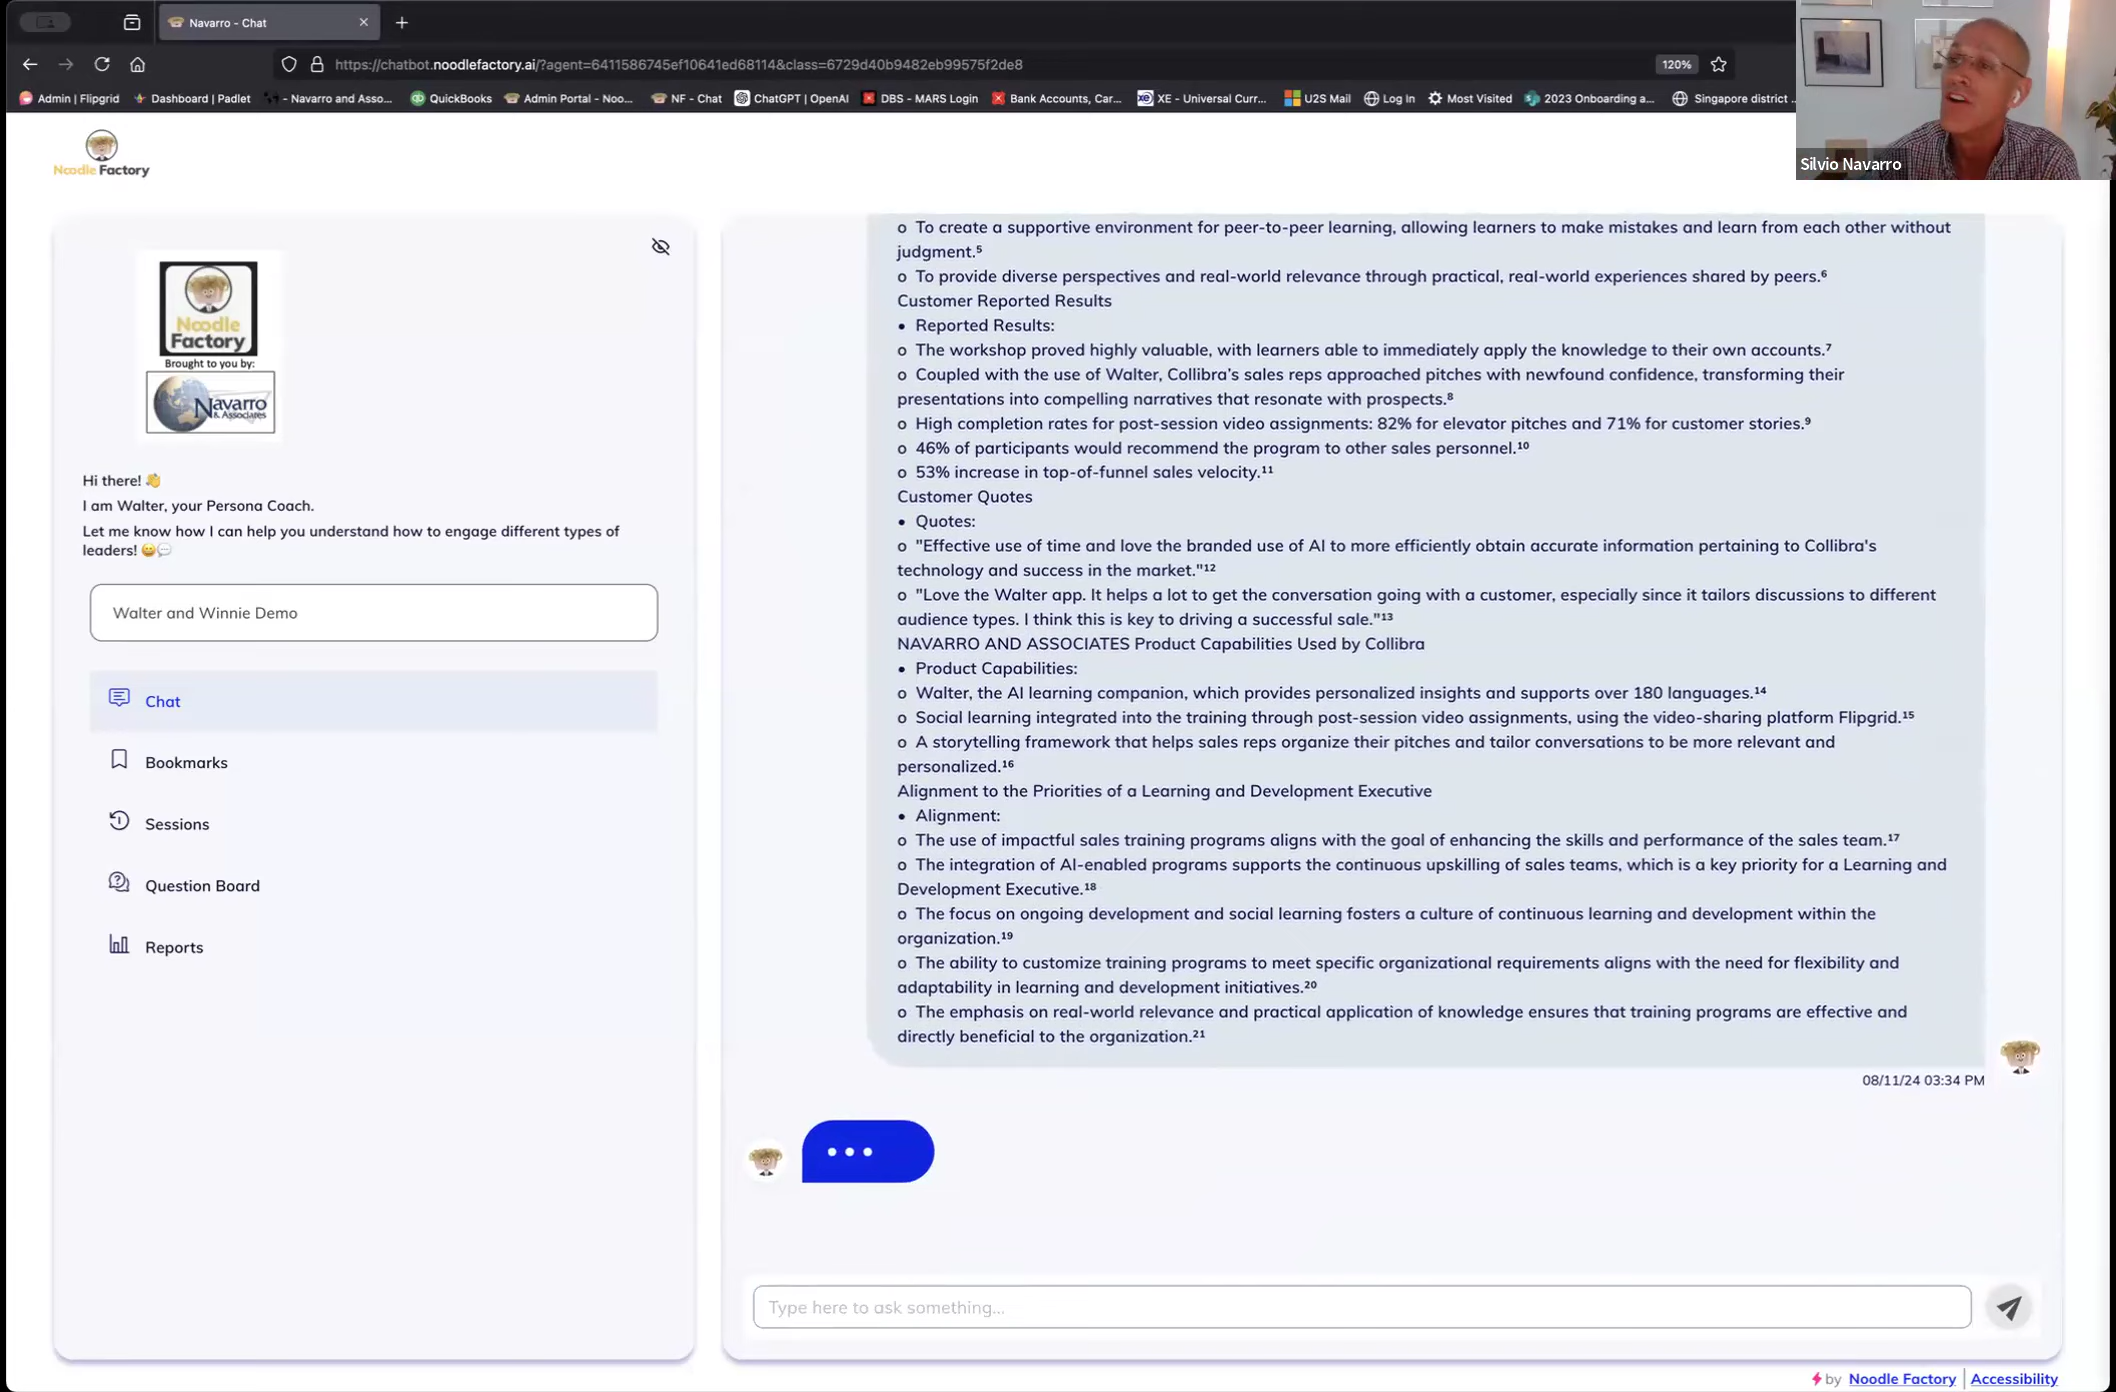 Navarro - Chat
https://chatbot.noodlefactory.ai/?agent=6411586745ef10641ed68114&class=6729d40b9482eb99575f2de8
120%
Admin | Flipgrid
Dashboard | Padlet
- Navarro and Asso...
QuickBooks
Admin Portal - Noo...
NF - Chat
ChatGPT | OpenAI
DBS - MARS Login
Bank Accounts, Car...
XE - Universal Curr...
U2S Mail
Log In
Most Visited
2023 Onboarding a...
Singapore district ...
Silvio Navarro
Noodle Factory
Noodle
Factory
Brought to you by:
Navarro
& Associates
Hi there! 👋
I am Walter, your Persona Coach.
Let me know how I can help you understand how to engage different types of
leaders! 😀💬
Walter and Winnie Demo
Chat
Bookmarks
Sessions
Question Board
Reports
o To create a supportive environment for peer-to-peer learning, allowing learners to make mistakes and learn from each other without
judgment.⁵
o To provide diverse perspectives and real-world relevance through practical, real-world experiences shared by peers.⁶
Customer Reported Results
• Reported Results:
o The workshop proved highly valuable, with learners able to immediately apply the knowledge to their own accounts.⁷
o Coupled with the use of Walter, Collibra's sales reps approached pitches with newfound confidence, transforming their
presentations into compelling narratives that resonate with prospects.⁸
o High completion rates for post-session video assignments: 82% for elevator pitches and 71% for customer stories.⁹
o 46% of participants would recommend the program to other sales personnel.¹⁰
o 53% increase in top-of-funnel sales velocity.¹¹
Customer Quotes
• Quotes:
o "Effective use of time and love the branded use of AI to more efficiently obtain accurate information pertaining to Collibra's
technology and success in the market."¹²
o "Love the Walter app. It helps a lot to get the conversation going with a customer, especially since it tailors discussions to different
audience types. I think this is key to driving a successful sale."¹³
NAVARRO AND ASSOCIATES Product Capabilities Used by Collibra
• Product Capabilities:
o Walter, the AI learning companion, which provides personalized insights and supports over 180 languages.¹⁴
o Social learning integrated into the training through post-session video assignments, using the video-sharing platform Flipgrid.¹⁵
o A storytelling framework that helps sales reps organize their pitches and tailor conversations to be more relevant and
personalized.¹⁶
Alignment to the Priorities of a Learning and Development Executive
• Alignment:
o The use of impactful sales training programs aligns with the goal of enhancing the skills and performance of the sales team.¹⁷
o The integration of AI-enabled programs supports the continuous upskilling of sales teams, which is a key priority for a Learning and
Development Executive.¹⁸
o The focus on ongoing development and social learning fosters a culture of continuous learning and development within the
organization.¹⁹
o The ability to customize training programs to meet specific organizational requirements aligns with the need for flexibility and
adaptability in learning and development initiatives.²⁰
o The emphasis on real-world relevance and practical application of knowledge ensures that training programs are effective and
directly beneficial to the organization.²¹
08/11/24 03:34 PM
Type here to ask something...
by Noodle Factory | Accessibility